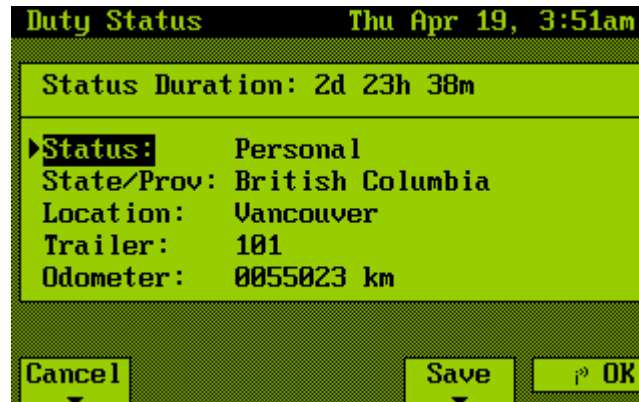 Duty Status Thu Apr 19, 3:51am
Status Duration: 2d 23h 38m
Status: Personal
State/Prov: British Columbia
Location: Vancouver
Trailer: 101
Odometer: 0055023 km
Cancel Save OK